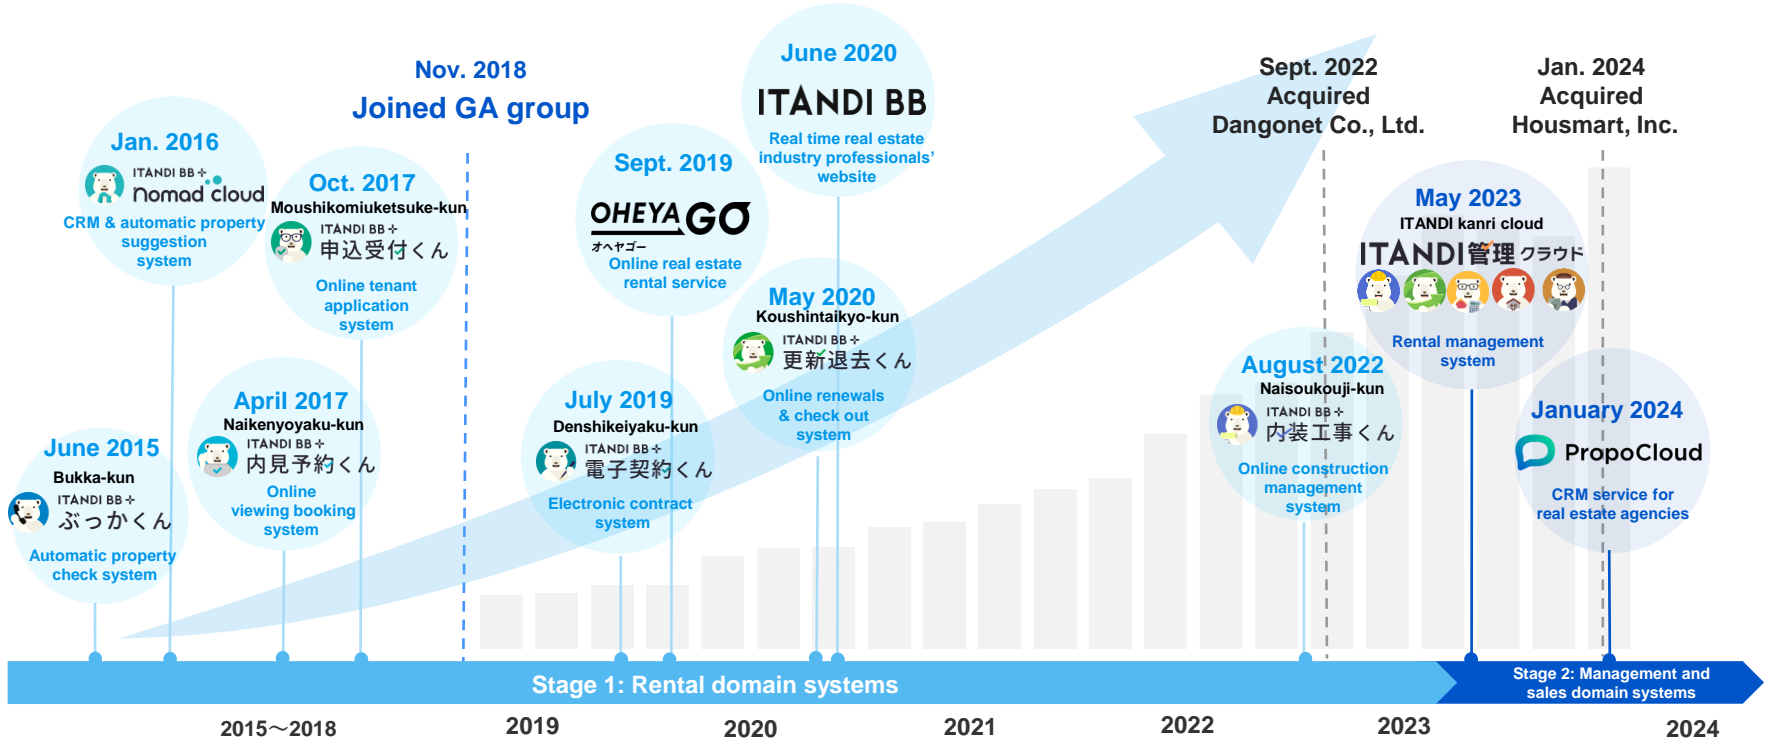 June 2015
Bukka-kun
ITANDI BB +
ぶっかくん
Automatic property
check system
Jan. 2016
ITANDI BB +
nomad cloud
CRM & automatic property
suggestion
system
April 2017
Naikenyoyaku-kun
ITANDI BB +
内見予約くん
Online
viewing booking
system
Oct. 2017
Moushikomiuketsuke-kun
ITANDI BB +
申込受付くん
Online tenant
application
system
Nov. 2018
Joined GA group
July 2019
Denshikeiyaku-kun
ITANDI BB +
電子契約くん
Electronic contract
system
Sept. 2019
OHEYAGO
オヘヤゴー
Online real estate
rental service
May 2020
Koushintaikyo-kun
ITANDI BB +
更新退去くん
Online renewals
& check out
system
June 2020
ITANDI BB
Real time real estate
industry professionals'
website
August 2022
Naisoukouji-kun
ITANDI BB +
内装工事くん
Online construction
management
system
Sept. 2022
Acquired
Dangonet Co., Ltd.
May 2023
ITANDI kanri cloud
ITANDI管理クラウド
Rental management
system
Jan. 2024
Acquired
Housmart, Inc.
January 2024
PropoCloud
CRM service for
real estate agencies
Stage 1: Rental domain systems
Stage 2: Management and
sales domain systems
2015～2018
2019
2020
2021
2022
2023
2024